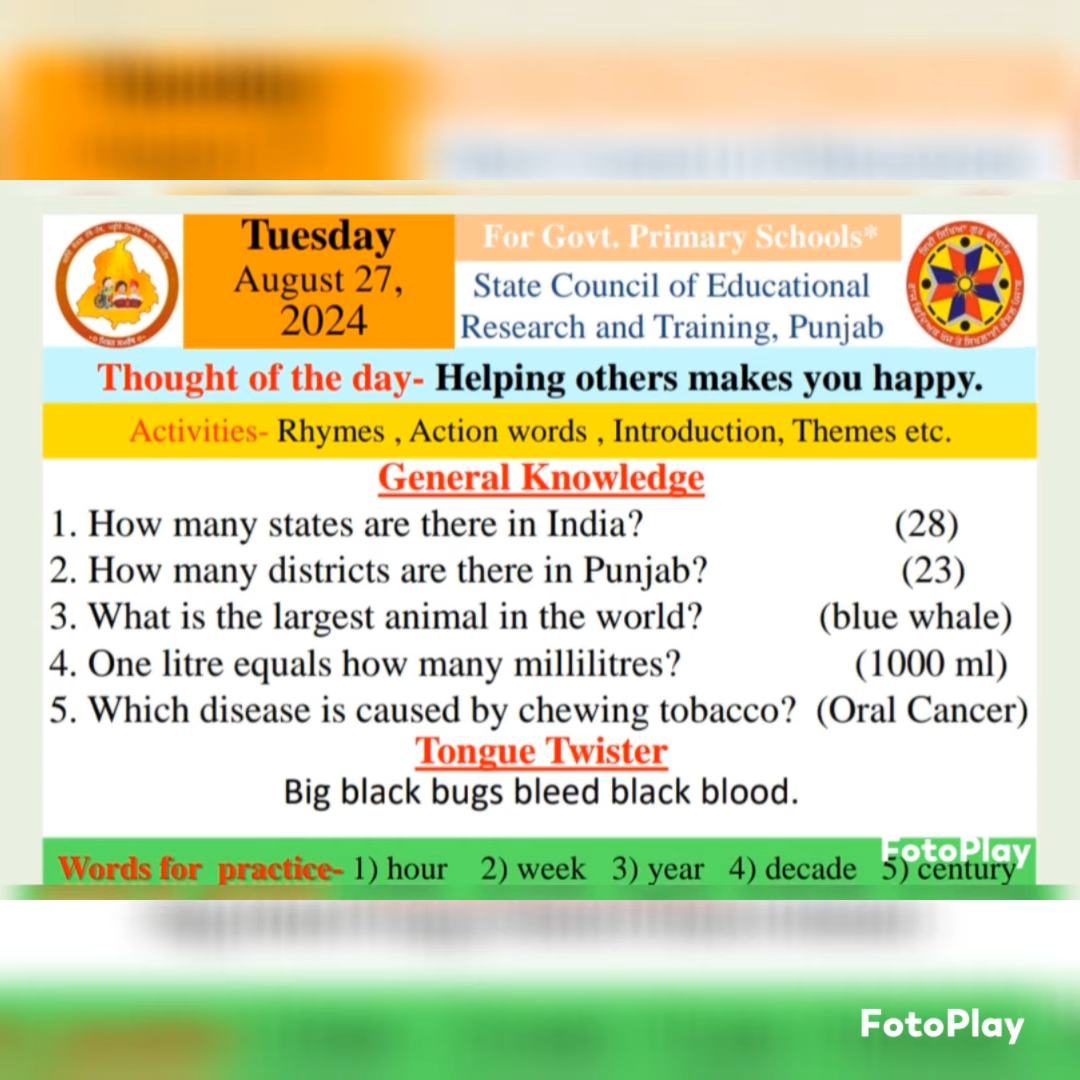 Tuesday
August 27,
2024
For Govt. Primary Schools*
State Council of Educational
Research and Training, Punjab
Thought of the day- Helping others makes you happy.
Activities- Rhymes , Action words , Introduction, Themes etc.
General Knowledge
1. How many states are there in India? (28)
2. How many districts are there in Punjab? (23)
3. What is the largest animal in the world? (blue whale)
4. One litre equals how many millilitres? (1000 ml)
5. Which disease is caused by chewing tobacco? (Oral Cancer)
Tongue Twister
Big black bugs bleed black blood.
Words for practice- 1) hour 2) week 3) year 4) decade 5) century
FotoPlay
FotoPlay